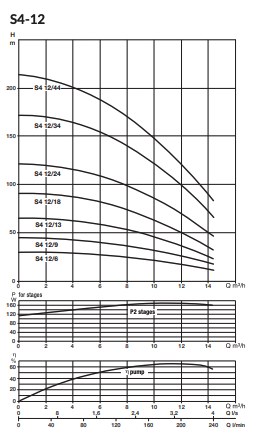 S4-12
H
m
200
150
100
50
0
S4 12/44
S4 12/34
S4 12/24
S4 12/18
S4 12/13
S4 12/9
S4 12/6
0 2 4 6 8 10 12 14 Q m³/h
P for stages
W
160
120
80
40
0
P2 stages
0 2 4 6 8 10 12 14 Q m³/h
η
%
60
40
20
0
η pump
0 2 4 6 8 10 12 14 Q m³/h
0 8 1,6 2,4 3,2 4 Q l/s
0 40 80 120 160 200 240 Q l/min